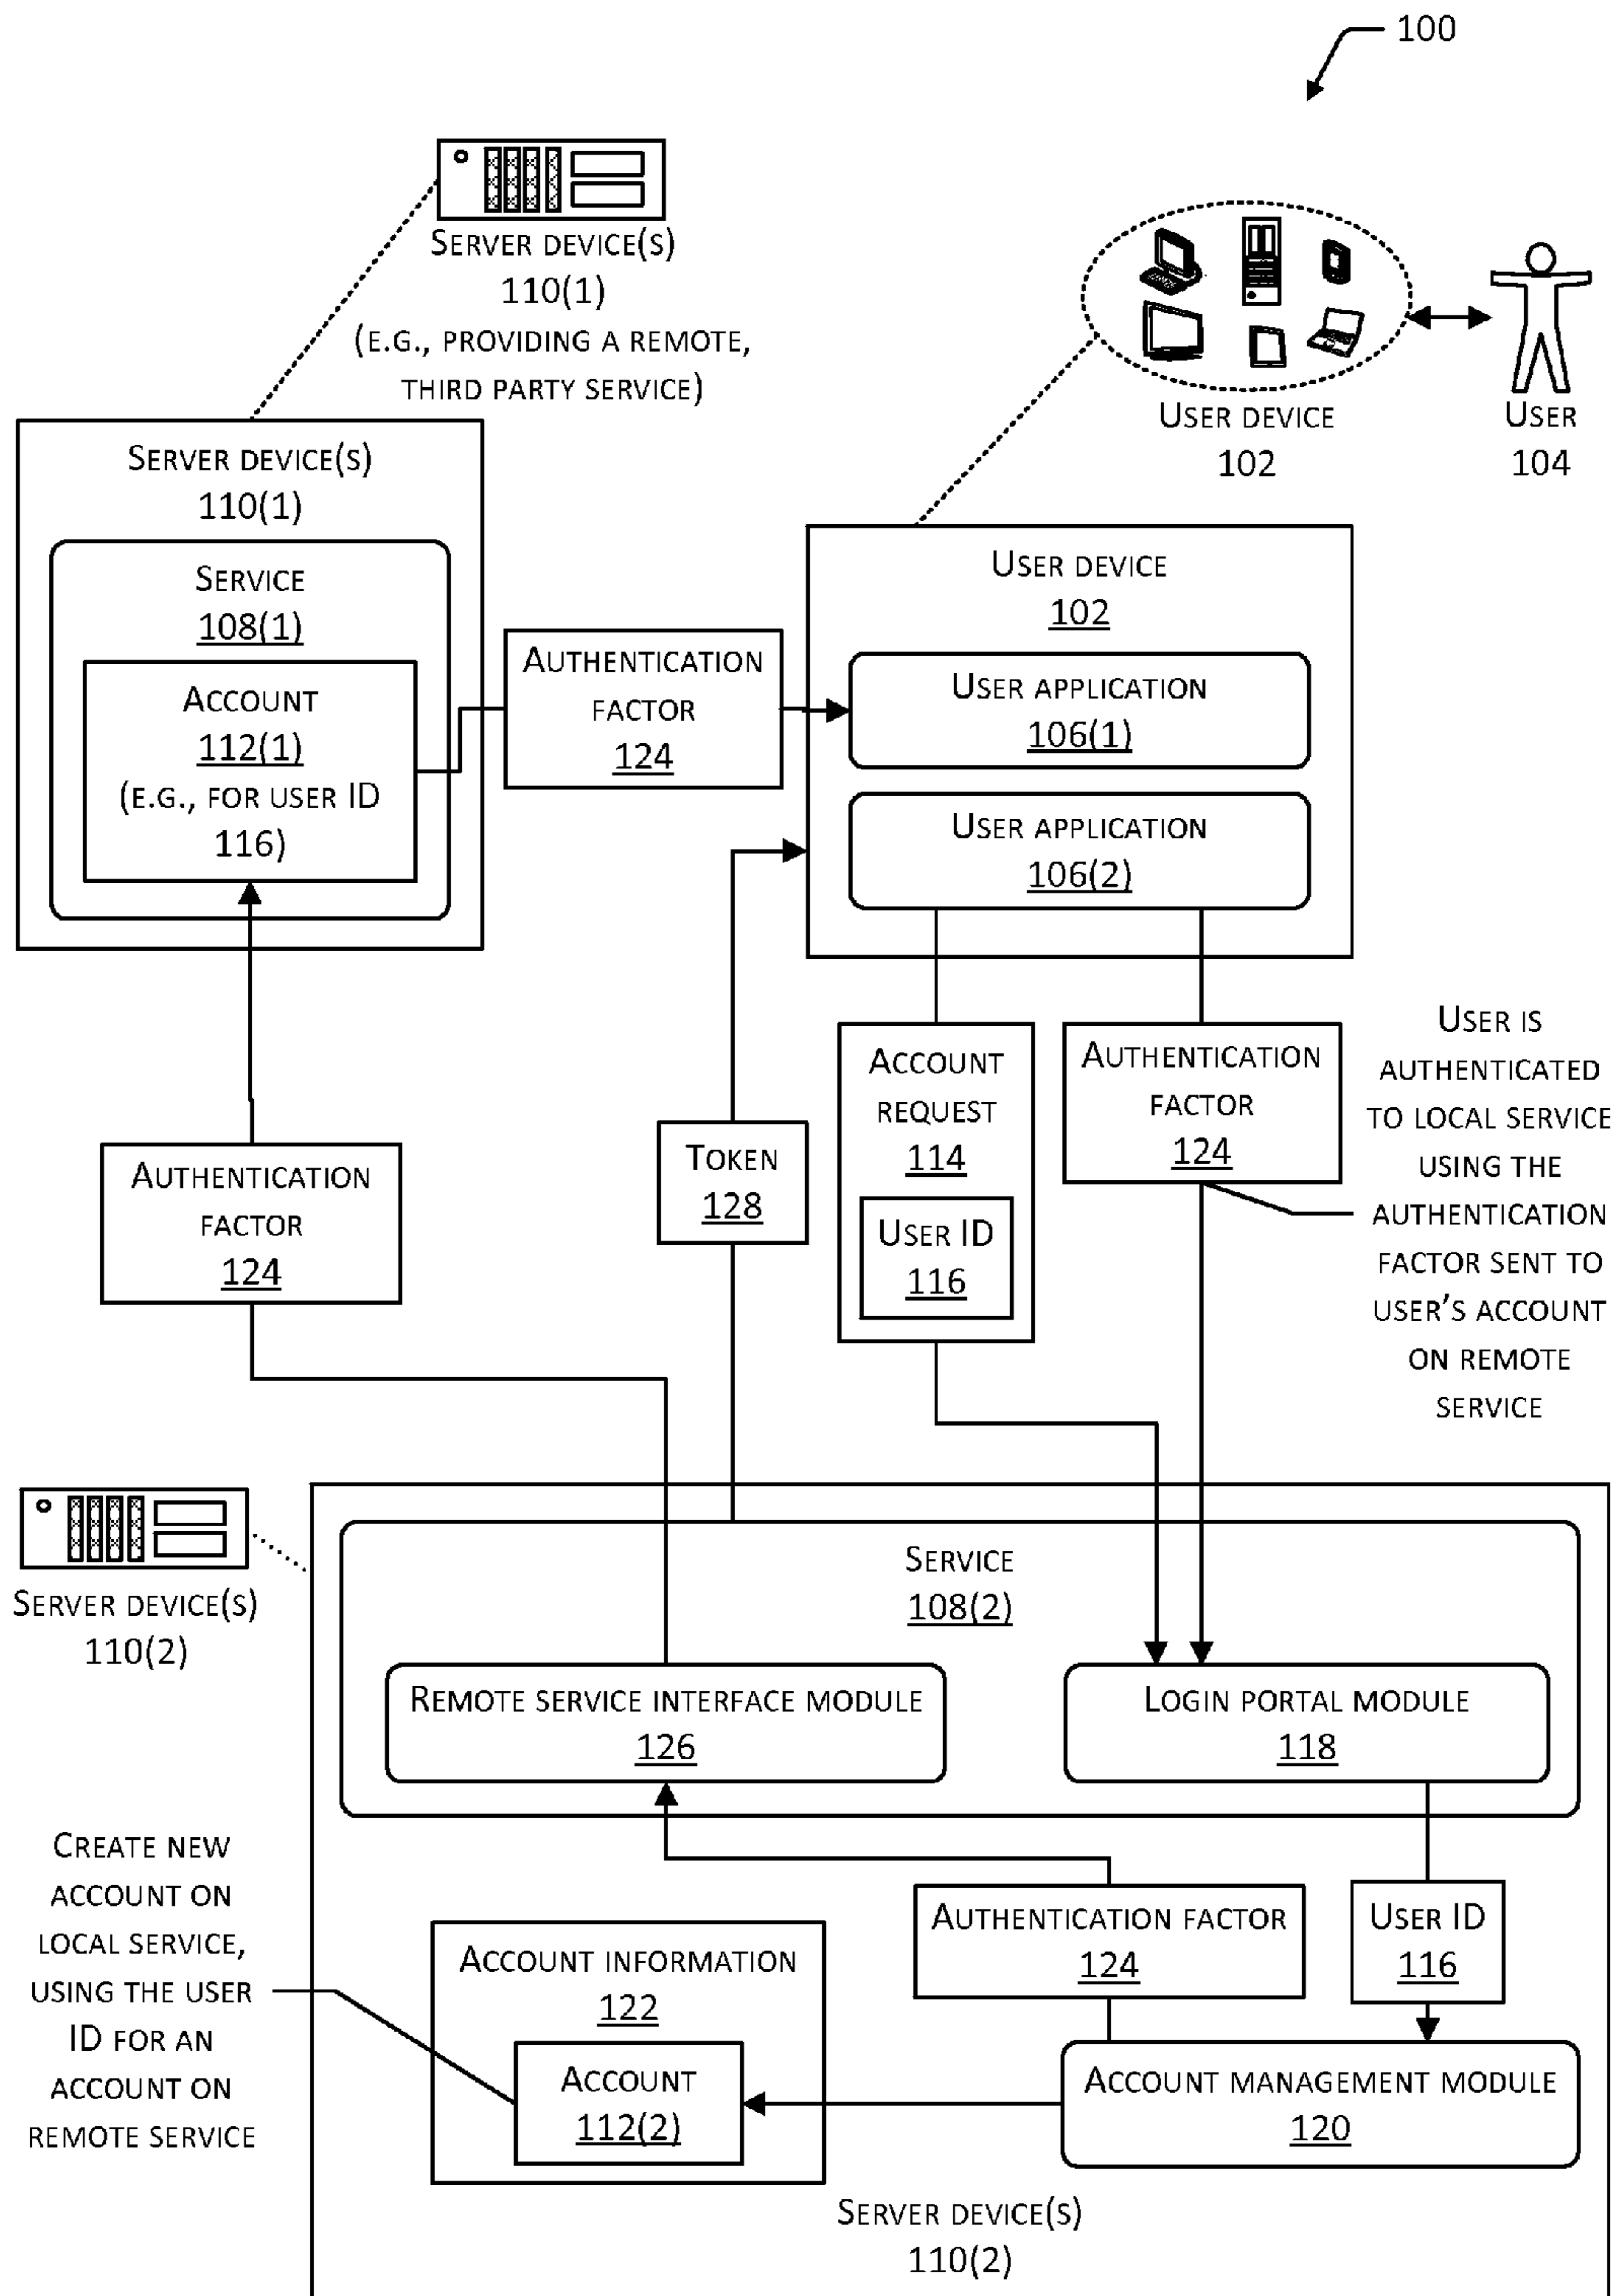 100
Server device(s)
110(1)
(e.g., providing a remote,
third party service)
User device
102
User
104
Server device(s)
110(1)
Service
108(1)
Account
112(1)
(e.g., for user ID
116)
Authentication
factor
124
User device
102
User application
106(1)
User application
106(2)
Authentication
factor
124
Token
128
Account
request
114
User ID
116
Authentication
factor
124
User is
authenticated
to local service
using the
authentication
factor sent to
user's account
on remote
service
Server device(s)
110(2)
Service
108(2)
Remote service interface module
126
Login portal module
118
Create new
account on
local service,
using the user
ID for an
account on
remote service
Account information
122
Account
112(2)
Authentication factor
124
User ID
116
Account management module
120
Server device(s)
110(2)